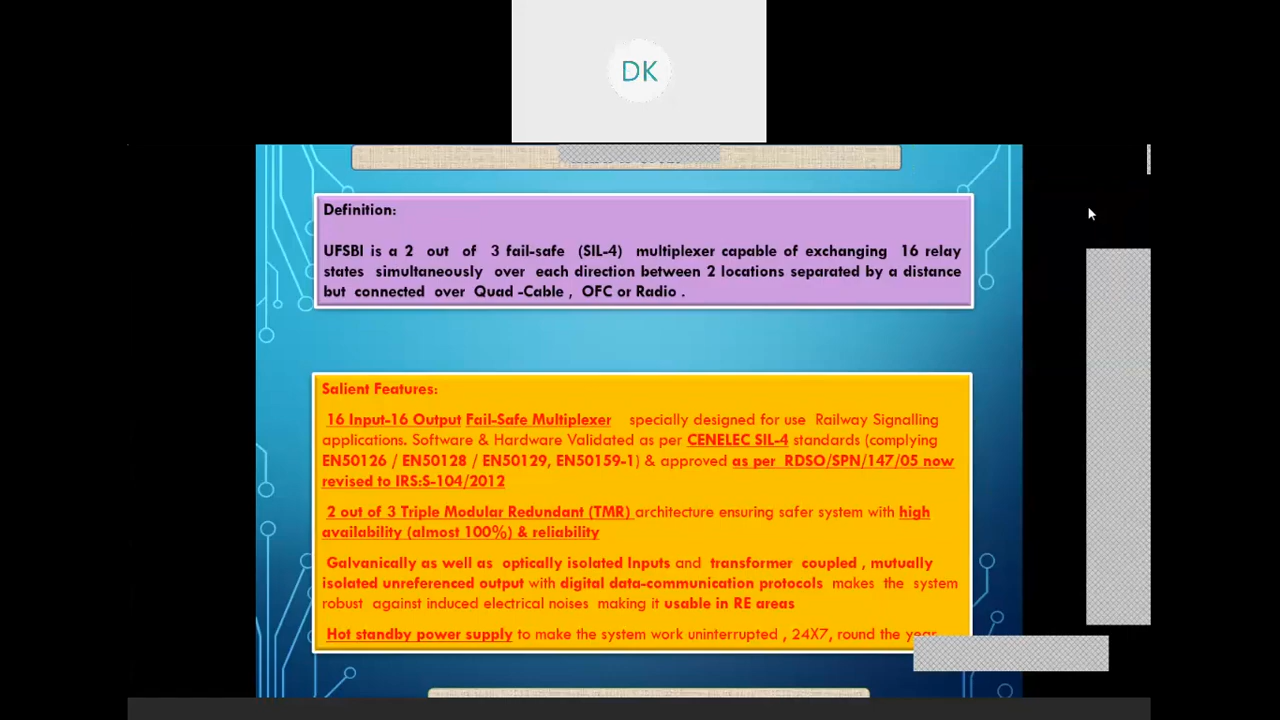 DK
Definition:
UFSBI is a 2 out of 3 fail-safe (SIL-4) multiplexer capable of exchanging 16 relay
states simultaneously over each direction between 2 locations separated by a distance
but connected over Quad -Cable , OFC or Radio .
Salient Features:
16 Input-16 Output Fail-Safe Multiplexer specially designed for use Railway Signalling
applications. Software & Hardware Validated as per CENELEC SIL-4 standards (complying
EN50126 / EN50128 / EN50129, EN50159-1) & approved as per RDSO/SPN/147/05 now
revised to IRS:S-104/2012
2 out of 3 Triple Modular Redundant (TMR) architecture ensuring safer system with high
availability (almost 100%) & reliability
Galvanically as well as optically isolated Inputs and transformer coupled , mutually
isolated unreferenced output with digital data-communication protocols makes the system
robust against induced electrical noises making it usable in RE areas
Hot standby power supply to make the system work uninterrupted , 24X7, round the year